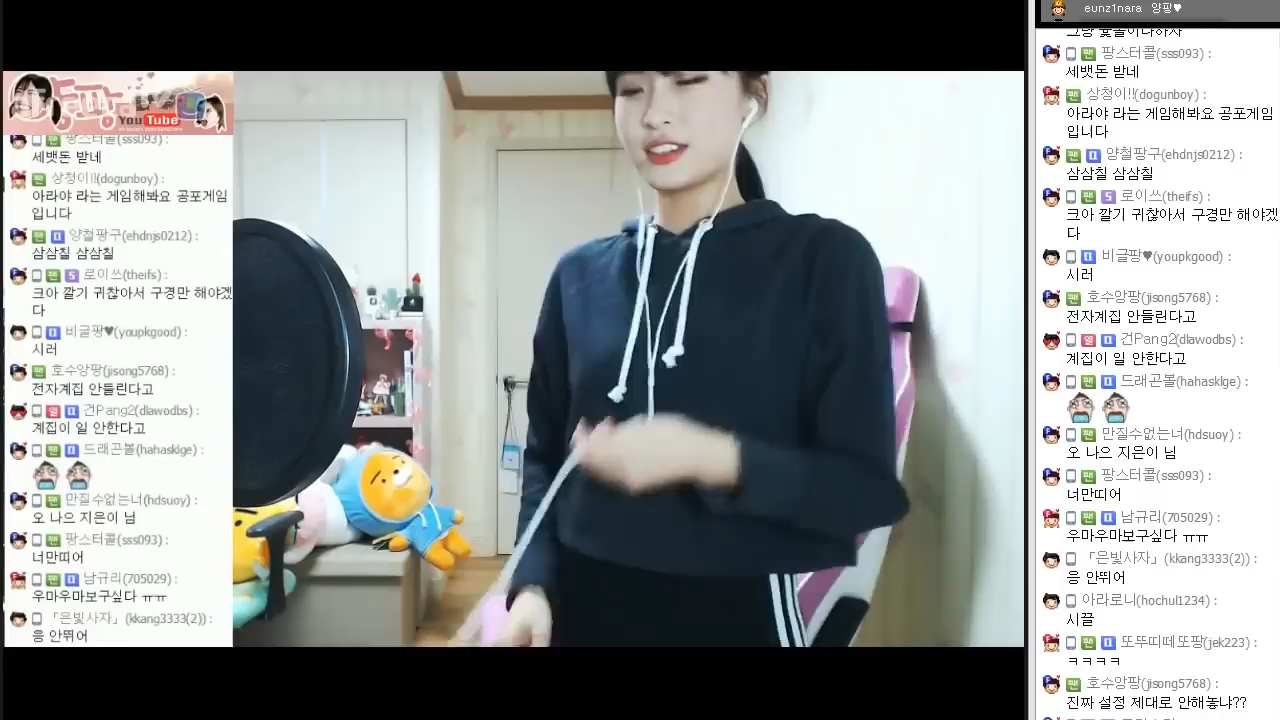 YouTube
팡스터콜(sss093) :
세뱃돈 받네
상청이!!(dogunboy) :
아라야 라는 게임해봐요 공포게임
입니다
양철팡구(ehdnjs0212) :
삼삼칠 삼삼칠
로이쓰(theifs) :
크아 깔기 귀찮아서 구경만 해야겠
다
비글팡♥(youpkgood) :
시러
호수앙팡(jisong5768) :
전자계집 안들린다고
건Pang2(dlawodbs) :
계집이 일 안한다고
드래곤볼(hahasklge) :
만질수없는너(hdsuoy) :
오 나으 지은이 님
팡스터콜(sss093) :
너만띠어
남규리(705029) :
우마우마보구싶다 ㅠㅠ
「은빛사자」(kkang3333(2)) :
응 안뛰어
eunz1nara 양팡♥
팡스터콜(sss093) :
세뱃돈 받네
상청이!!(dogunboy) :
아라야 라는 게임해봐요 공포게임
입니다
양철팡구(ehdnjs0212) :
삼삼칠 삼삼칠
로이쓰(theifs) :
크아 깔기 귀찮아서 구경만 해야겠
다
비글팡♥(youpkgood) :
시러
호수앙팡(jisong5768) :
전자계집 안들린다고
건Pang2(dlawodbs) :
계집이 일 안한다고
드래곤볼(hahasklge) :
만질수없는너(hdsuoy) :
오 나으 지은이 님
팡스터콜(sss093) :
너만띠어
남규리(705029) :
우마우마보구싶다 ㅠㅠ
「은빛사자」(kkang3333(2)) :
응 안뛰어
아라로니(hochul1234) :
시끌
또뚜띠떼또팡(jek223) :
ㅋㅋㅋㅋ
호수앙팡(jisong5768) :
진짜 설정 제대로 안해놓냐??